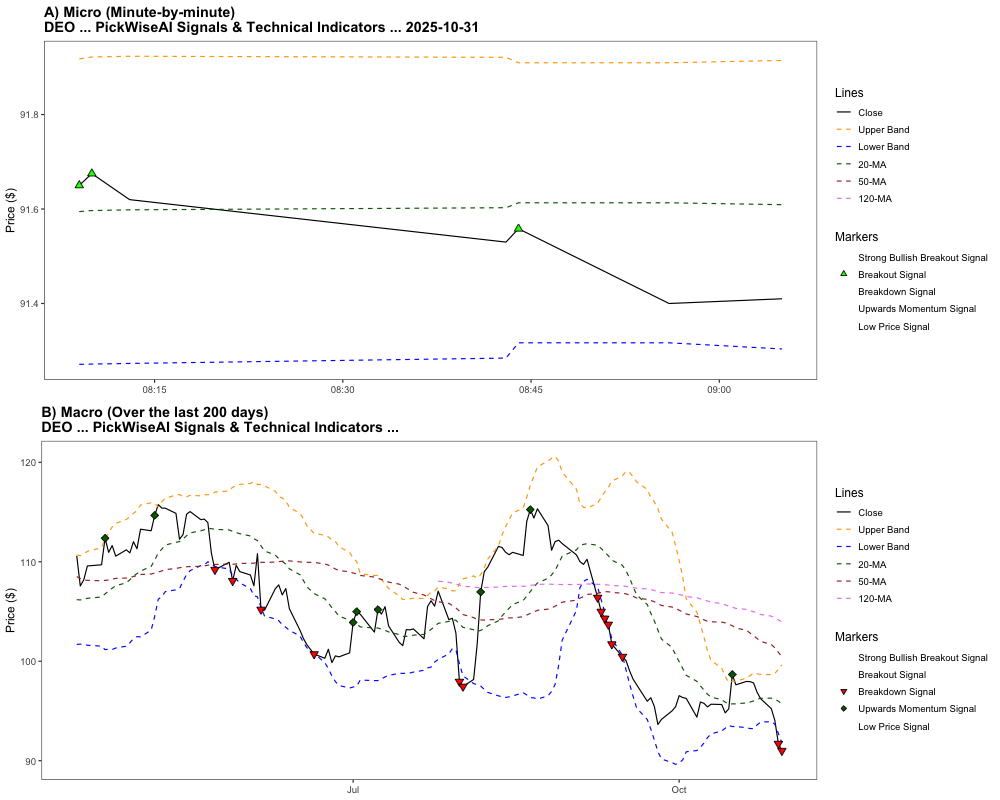 A) Micro (Minute-by-minute)
DEO ... PickWiseAI Signals & Technical Indicators ... 2025-10-31
Price ($)
91.8
91.6
91.4
08:15
08:30
08:45
09:00
Lines
Close
Upper Band
Lower Band
20-MA
50-MA
120-MA
Markers
Strong Bullish Breakout Signal
Breakout Signal
Breakdown Signal
Upwards Momentum Signal
Low Price Signal
B) Macro (Over the last 200 days)
DEO ... PickWiseAI Signals & Technical Indicators ...
Price ($)
120
110
100
90
Jul
Oct
Lines
Close
Upper Band
Lower Band
20-MA
50-MA
120-MA
Markers
Strong Bullish Breakout Signal
Breakout Signal
Breakdown Signal
Upwards Momentum Signal
Low Price Signal